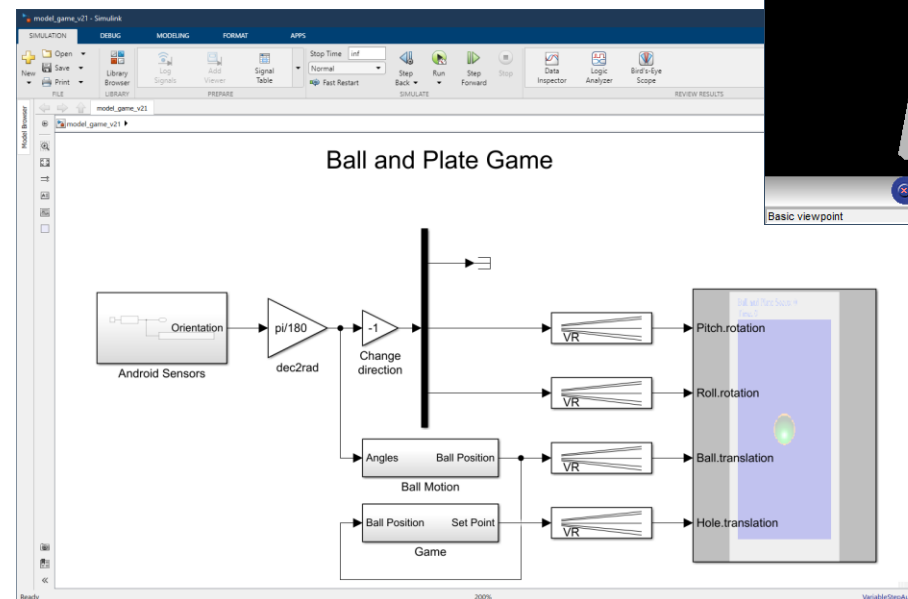 model_game_v21 - Simulink
SIMULATION DEBUG MODELING FORMAT APPS
New
Open
Save
Print
FILE
Library Browser
LIBRARY
Log Signals
Add Viewer
Signal Table
PREPARE
Stop Time inf
Normal
Fast Restart
Step Back
Run
Step Forward
Stop
SIMULATE
Data Inspector
Logic Analyzer
Bird's-Eye Scope
REVIEW RESULTS
Basic viewpoint
Model Browser
model_game_v21
model_game_v21
Ball and Plate Game
Orientation
Android Sensors
pi/180
dec2rad
-1
Change
direction
VR
Pitch.rotation
VR
Roll.rotation
Angles Ball Position
Ball Motion
VR
Ball.translation
Ball Position Set Point
Game
VR
Hole.translation
Ready
200%